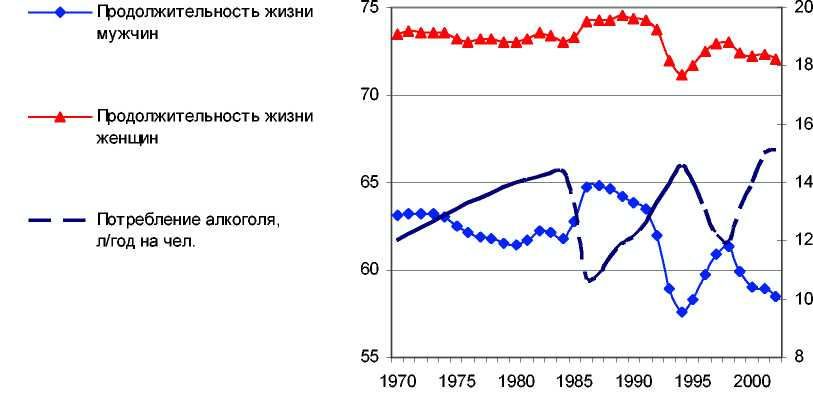 Продолжительность жизни
мужчин
Продолжительность жизни
женщин
Потребление алкоголя,
л/год на чел.
75
70
65
60
55
20
18
16
14
12
10
8
1970 1975 1980 1985 1990 1995 2000